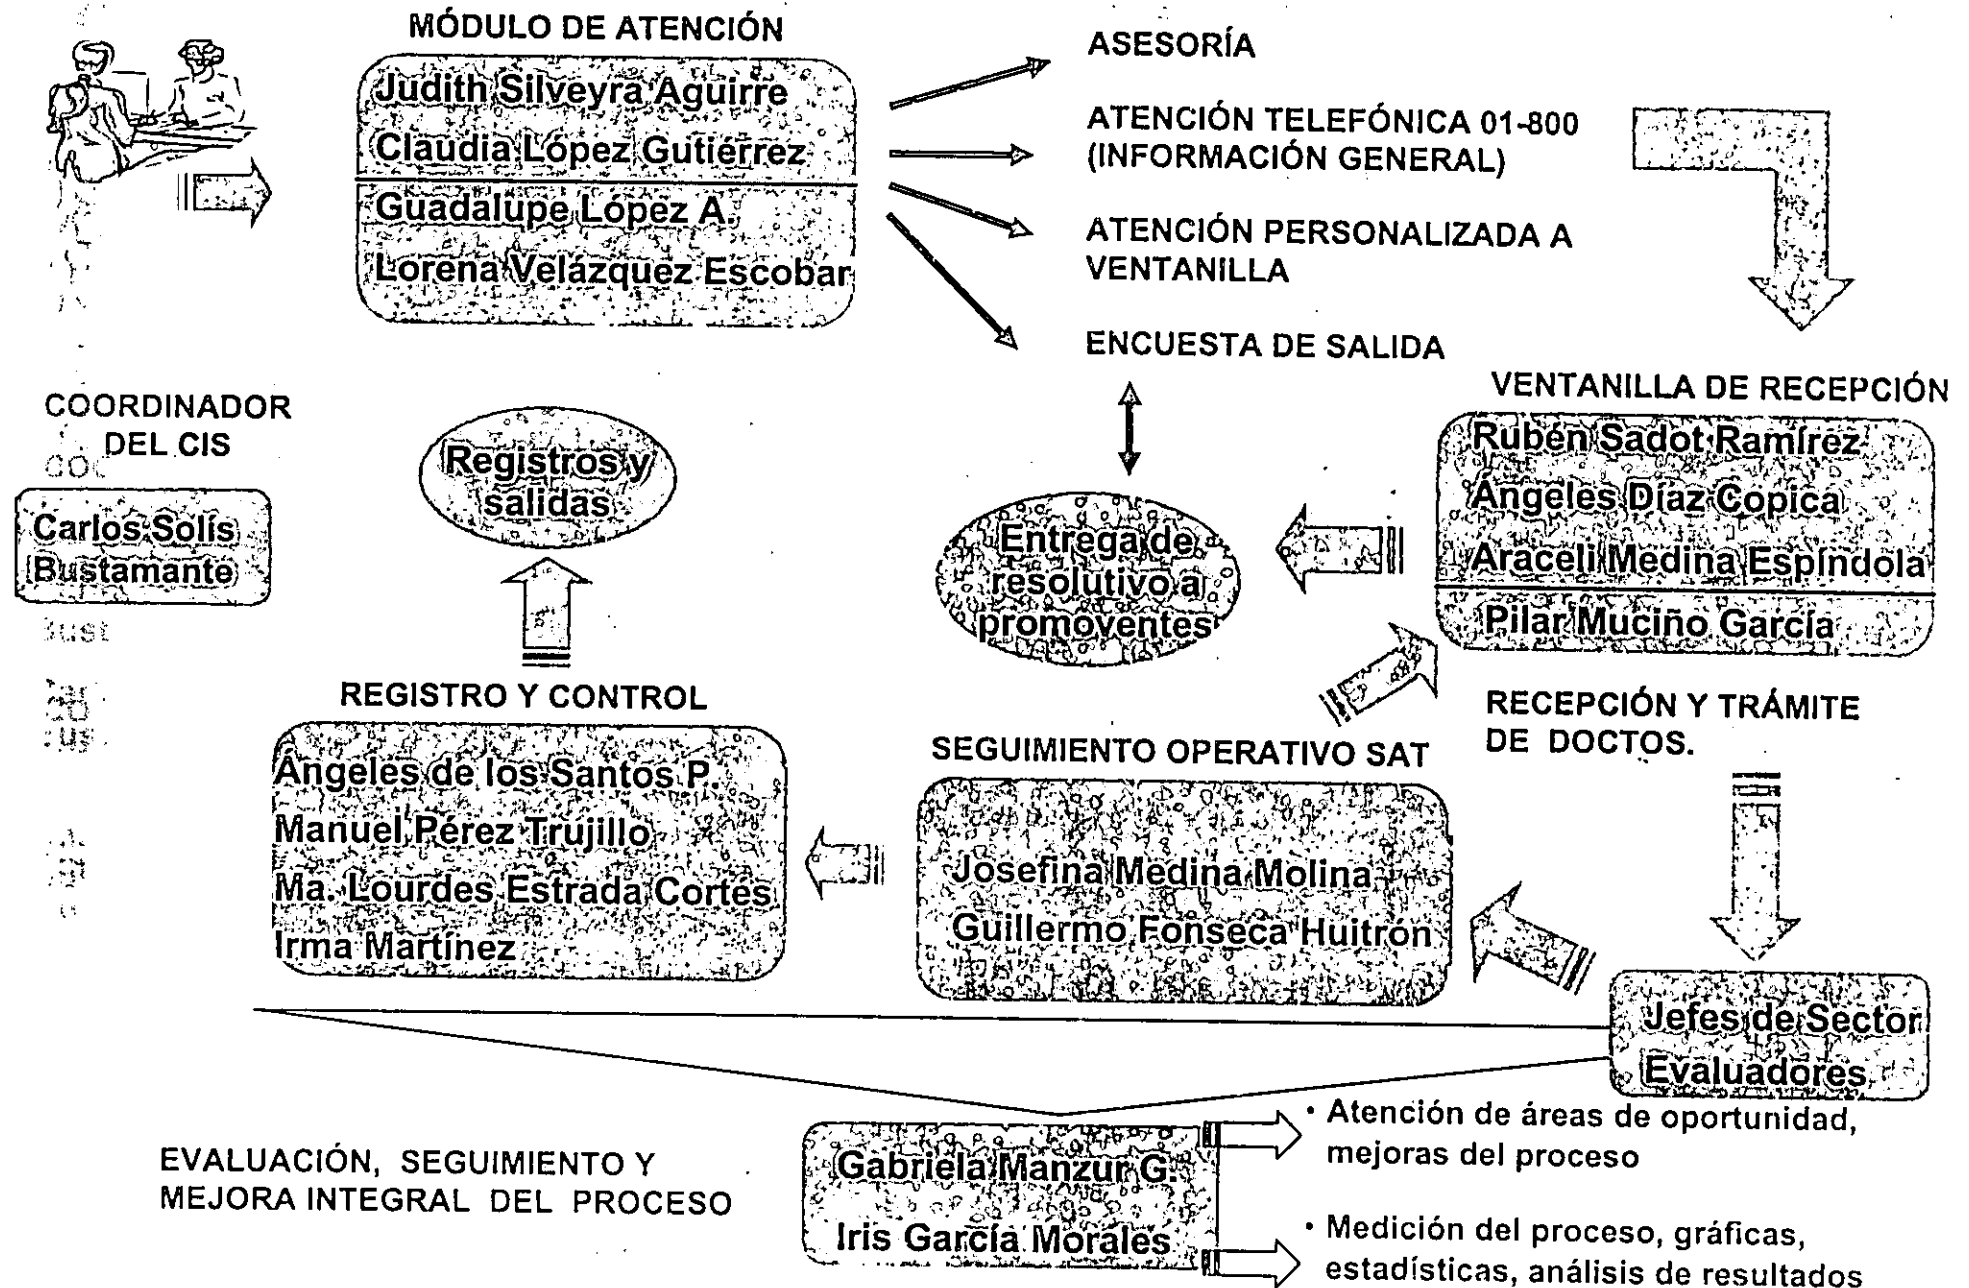 MÓDULO DE ATENCIÓN
Judith Silveyra Aguirre
Claudia López Gutiérrez
Guadalupe López A.
Lorena Velázquez Escobar
ASESORÍA
ATENCIÓN TELEFÓNICA 01-800
(INFORMACIÓN GENERAL)
ATENCIÓN PERSONALIZADA A
VENTANILLA
ENCUESTA DE SALIDA
COORDINADOR
DEL CIS
Carlos Solís
Bustamante
Registros y
salidas
Entrega de
resolutivo a
promoventes
VENTANILLA DE RECEPCIÓN
Rubén Sadot Ramírez
Ángeles Díaz Copica
Araceli Medina Espíndola
Pilar Muciño García
RECEPCIÓN Y TRÁMITE
DE DOCTOS.
REGISTRO Y CONTROL
Ángeles de los Santos P.
Manuel Pérez Trujillo
Ma. Lourdes Estrada Cortés
Irma Martínez
SEGUIMIENTO OPERATIVO SAT
Josefina Medina Molina
Guillermo Fonseca Huitrón
Jefes de Sector
Evaluadores
EVALUACIÓN, SEGUIMIENTO Y
MEJORA INTEGRAL DEL PROCESO
Gabriela Manzur G.
Iris García Morales
• Atención de áreas de oportunidad,
mejoras del proceso
• Medición del proceso, gráficas,
estadísticas, análisis de resultados